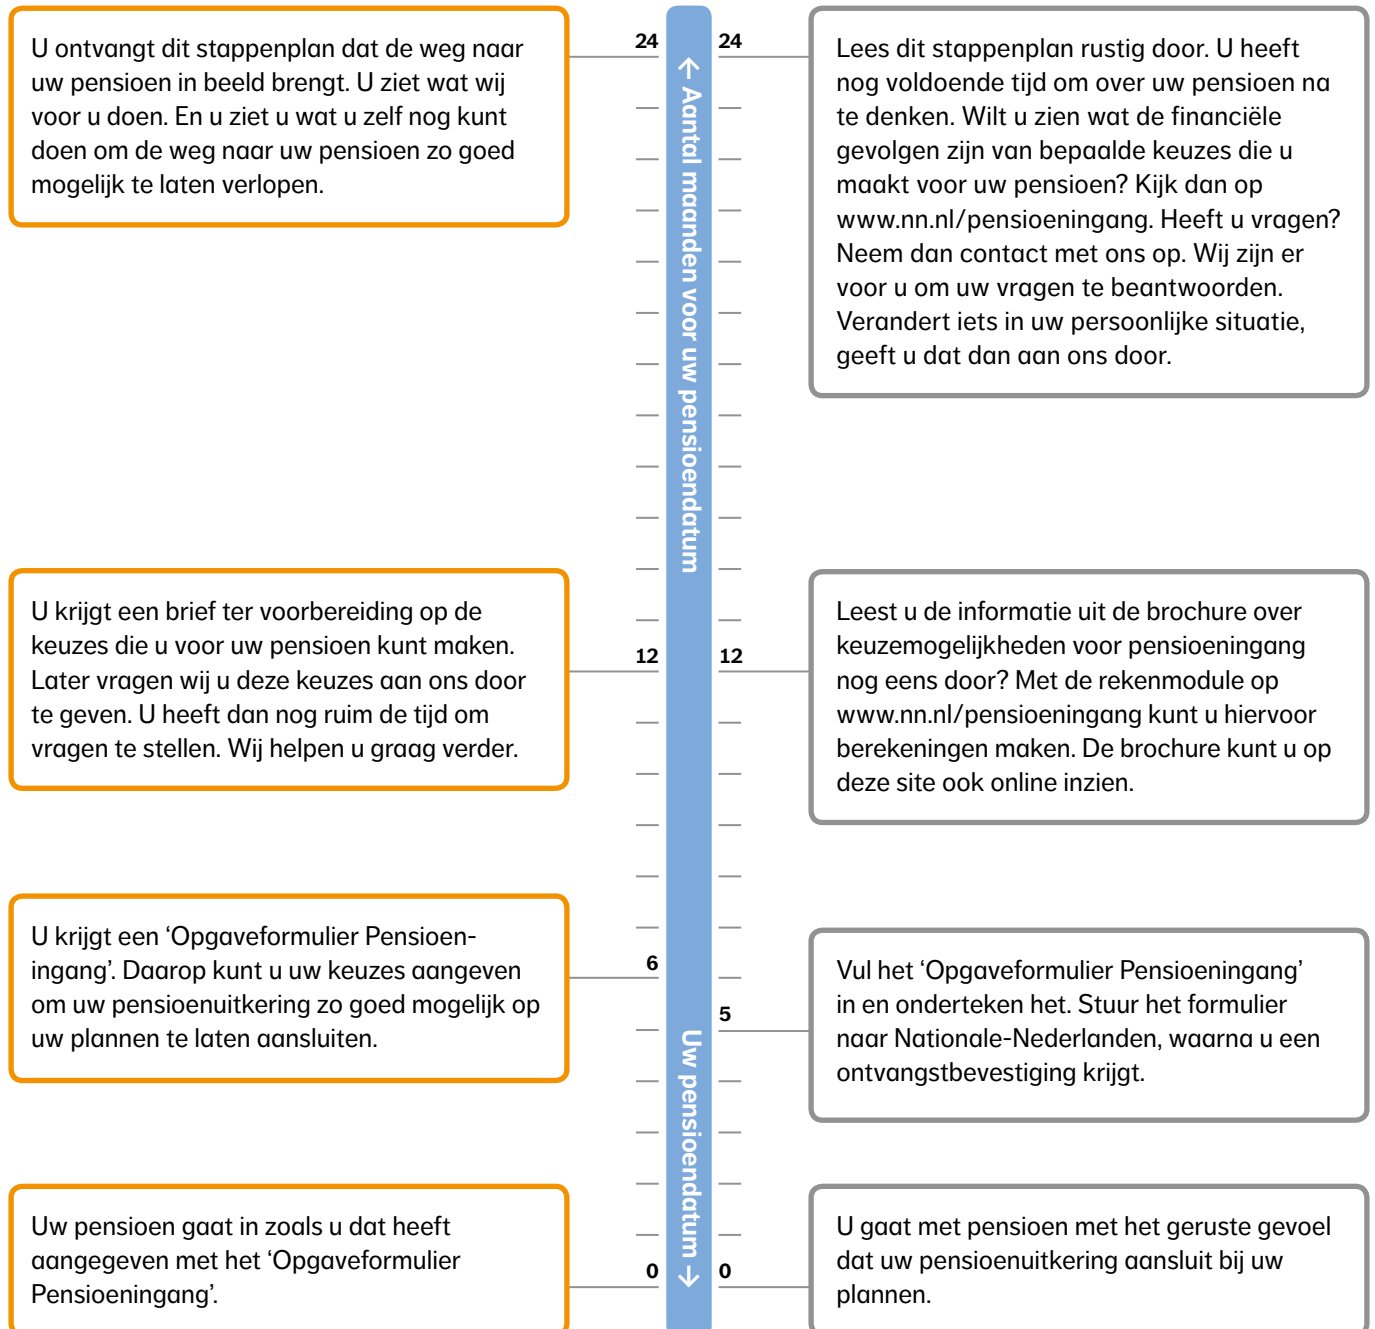 U ontvangt dit stappenplan dat de weg naar
uw pensioen in beeld brengt. U ziet wat wij
voor u doen. En u ziet u wat u zelf nog kunt
doen om de weg naar uw pensioen zo goed
mogelijk te laten verlopen.
24
24
Lees dit stappenplan rustig door. U heeft
nog voldoende tijd om over uw pensioen na
te denken. Wilt u zien wat de financiële
gevolgen zijn van bepaalde keuzes die u
maakt voor uw pensioen? Kijk dan op
www.nn.nl/pensioeningang. Heeft u vragen?
Neem dan contact met ons op. Wij zijn er
voor u om uw vragen te beantwoorden.
Verandert iets in uw persoonlijke situatie,
geeft u dat dan aan ons door.
← Aantal maanden voor uw pensioendatum
U krijgt een brief ter voorbereiding op de
keuzes die u voor uw pensioen kunt maken.
Later vragen wij u deze keuzes aan ons door
te geven. U heeft dan nog ruim de tijd om
vragen te stellen. Wij helpen u graag verder.
12
12
Leest u de informatie uit de brochure over
keuzemogelijkheden voor pensioeningang
nog eens door? Met de rekenmodule op
www.nn.nl/pensioeningang kunt u hiervoor
berekeningen maken. De brochure kunt u op
deze site ook online inzien.
U krijgt een ‘Opgaveformulier Pensioen-
ingang’. Daarop kunt u uw keuzes aangeven
om uw pensioenuitkering zo goed mogelijk op
uw plannen te laten aansluiten.
6
5
Vul het ‘Opgaveformulier Pensioeningang’
in en onderteken het. Stuur het formulier
naar Nationale-Nederlanden, waarna u een
ontvangstbevestiging krijgt.
Uw pensioendatum →
Uw pensioen gaat in zoals u dat heeft
aangegeven met het ‘Opgaveformulier
Pensioeningang’.
0
0
U gaat met pensioen met het geruste gevoel
dat uw pensioenuitkering aansluit bij uw
plannen.